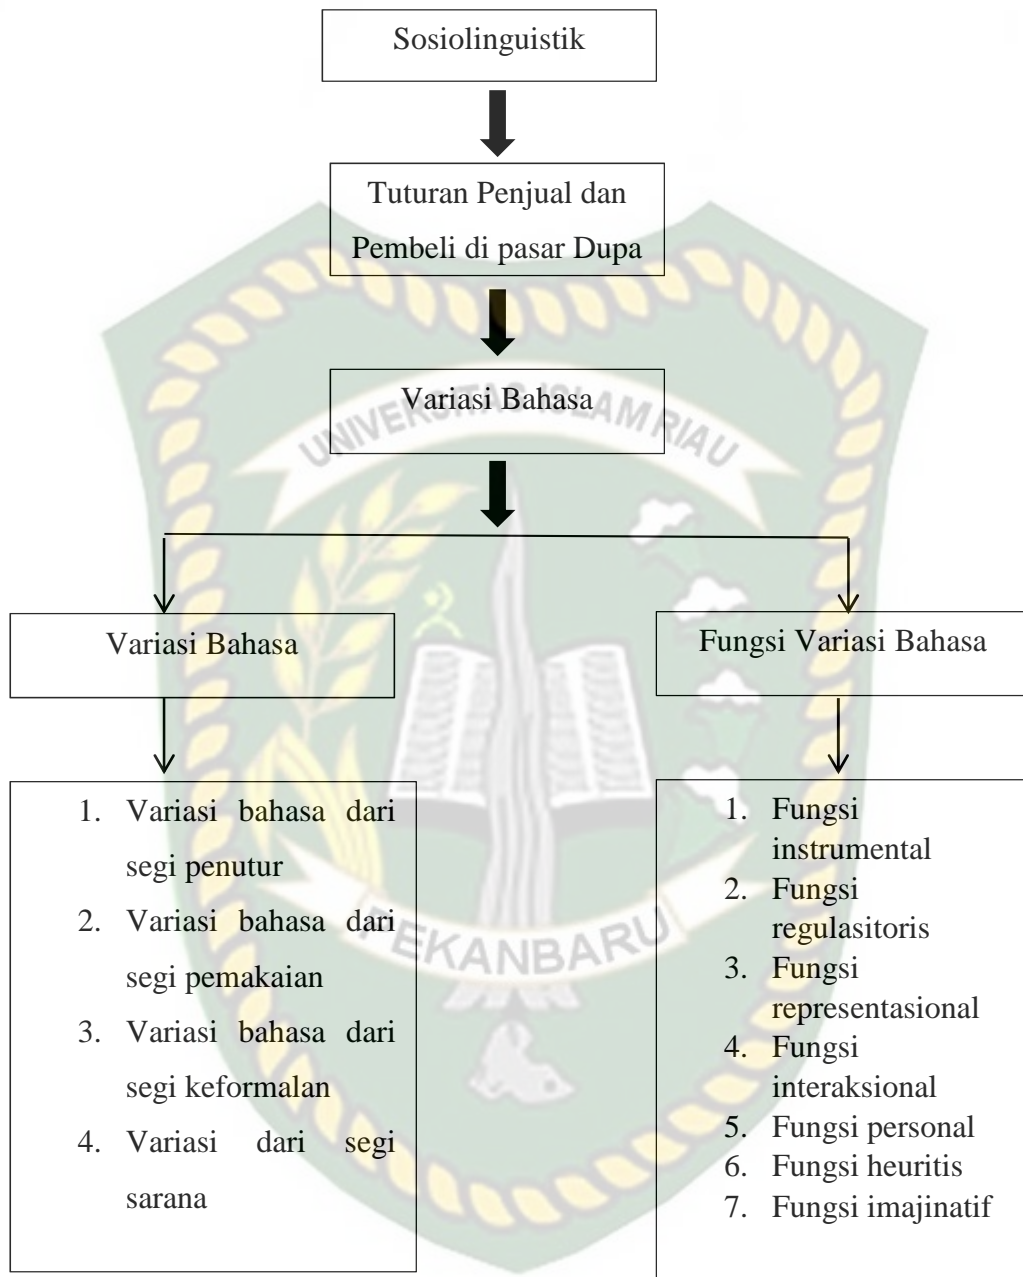 Sosiolinguistik
Tuturan Penjual dan
Pembeli di pasar Dupa
Variasi Bahasa
UNIVERSITAS ISLAM RIAU
Variasi Bahasa
Fungsi Variasi Bahasa
1. Variasi bahasa dari
segi penutur
2. Variasi bahasa dari
segi pemakaian
3. Variasi bahasa dari
segi keformalan
4. Variasi dari segi
sarana
1. Fungsi
instrumental
2. Fungsi
regulasitoris
3. Fungsi
representasional
4. Fungsi
interaksional
5. Fungsi personal
6. Fungsi heuritis
7. Fungsi imajinatif
PEKANBARU